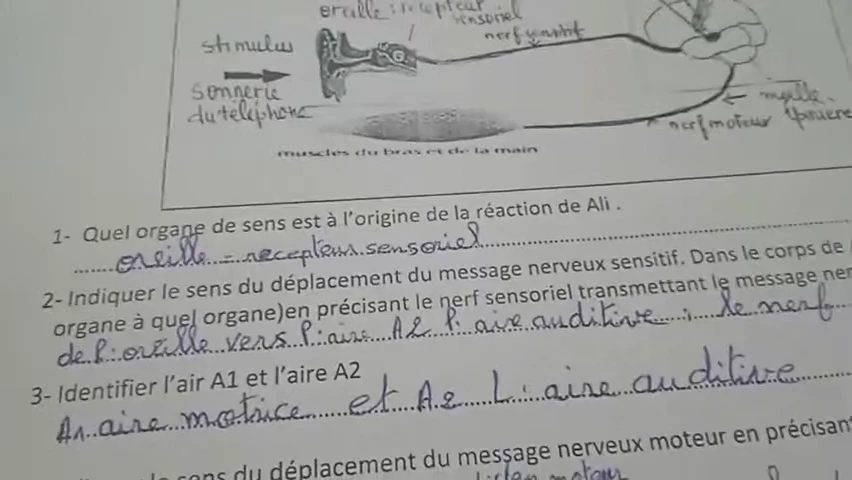 oreille : récepteur
sensoriel
stimulus
nerf sensitif
sonnerie
du téléphone
moelle
nerf moteur épinière
muscles du bras et de la main
1- Quel organe de sens est à l'origine de la réaction de Ali .
oreille = recepteur sensoriel
2- Indiquer le sens du déplacement du message nerveux sensitif. Dans le corps de
organe à quel organe)en précisant le nerf sensoriel transmettant le message ner
de l'oreille vers l'aire A2 l'aire auditive ; le nerf
3- Identifier l'air A1 et l'aire A2
A1 aire motrice et A2 L'aire auditive
sens du déplacement du message nerveux moteur en précisant
moteur